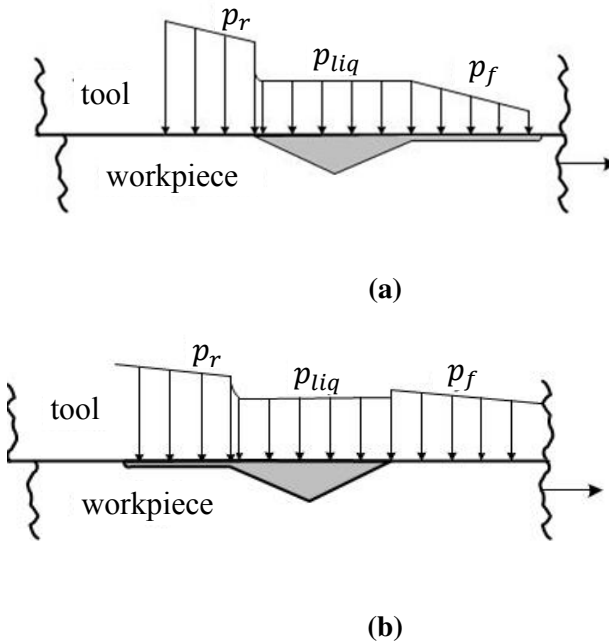 p_r
p_liq
p_f
tool
workpiece
(a)
p_r
p_liq
p_f
tool
workpiece
(b)